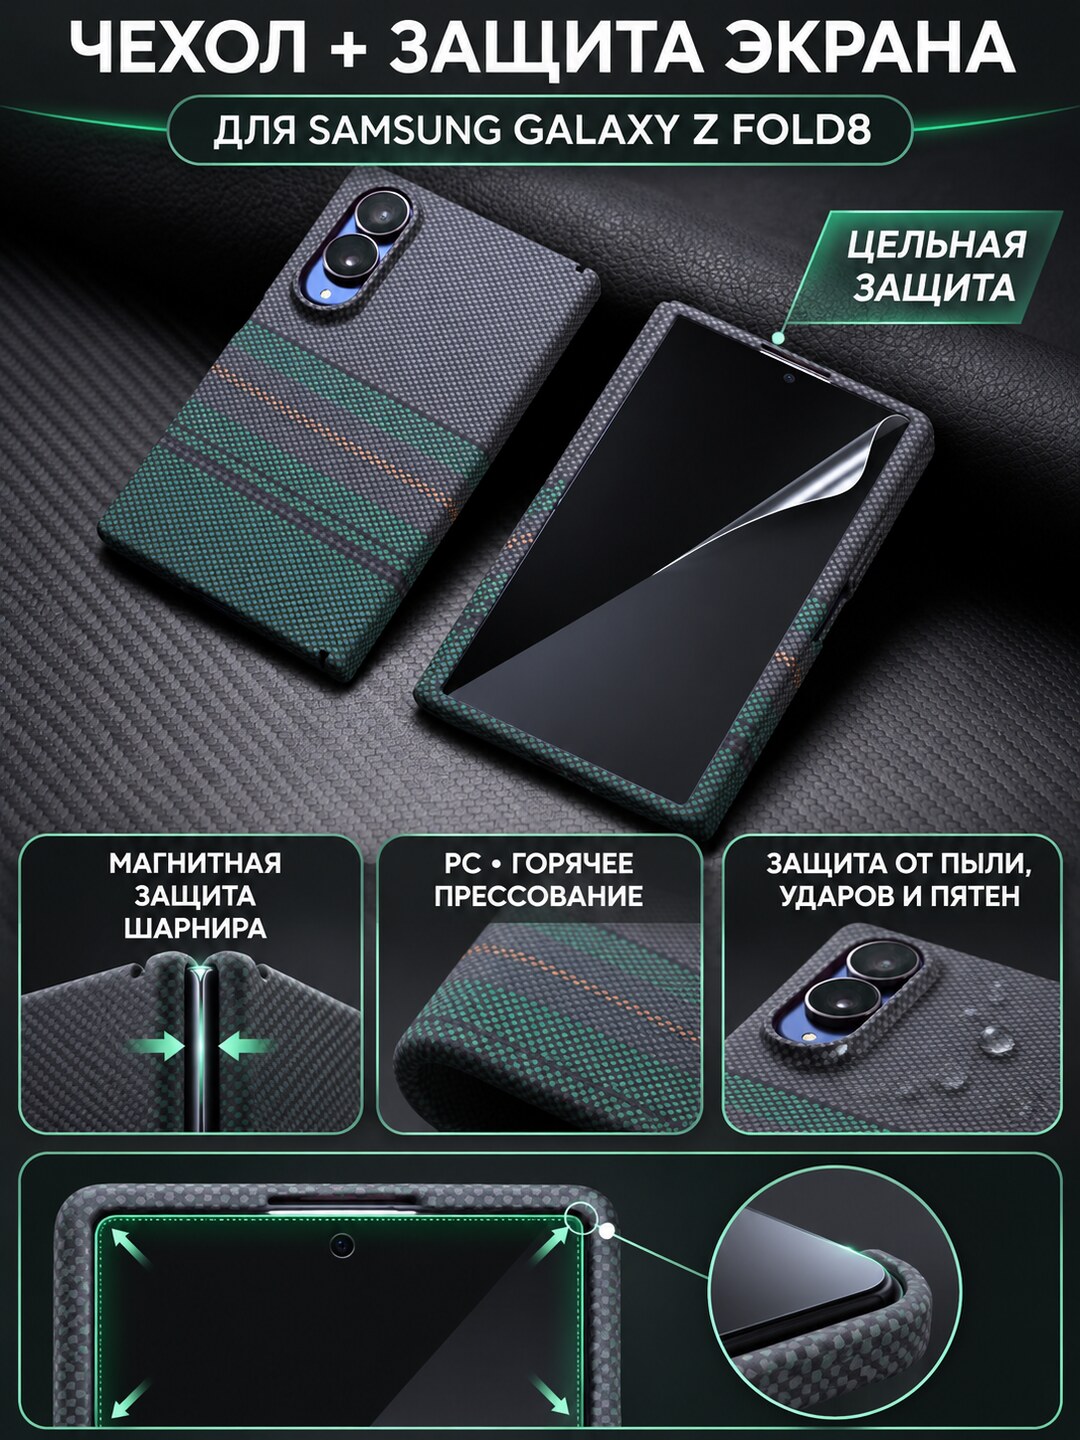 ЧЕХОЛ + ЗАЩИТА ЭКРАНА
ДЛЯ SAMSUNG GALAXY Z FOLD8
ЦЕЛЬНАЯ
ЗАЩИТА
МАГНИТНАЯ
ЗАЩИТА
ШАРНИРА
PC • ГОРЯЧЕЕ
ПРЕССОВАНИЕ
ЗАЩИТА ОТ ПЫЛИ,
УДАРОВ И ПЯТЕН